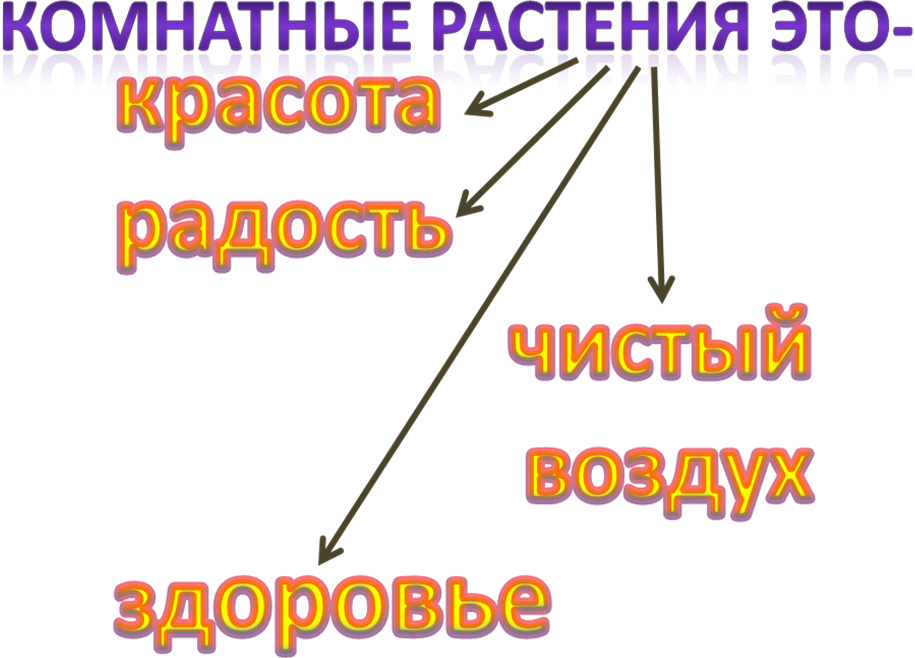 КОМНАТНЫЕ РАСТЕНИЯ ЭТО-
красота
радость
чистый
воздух
здоровье